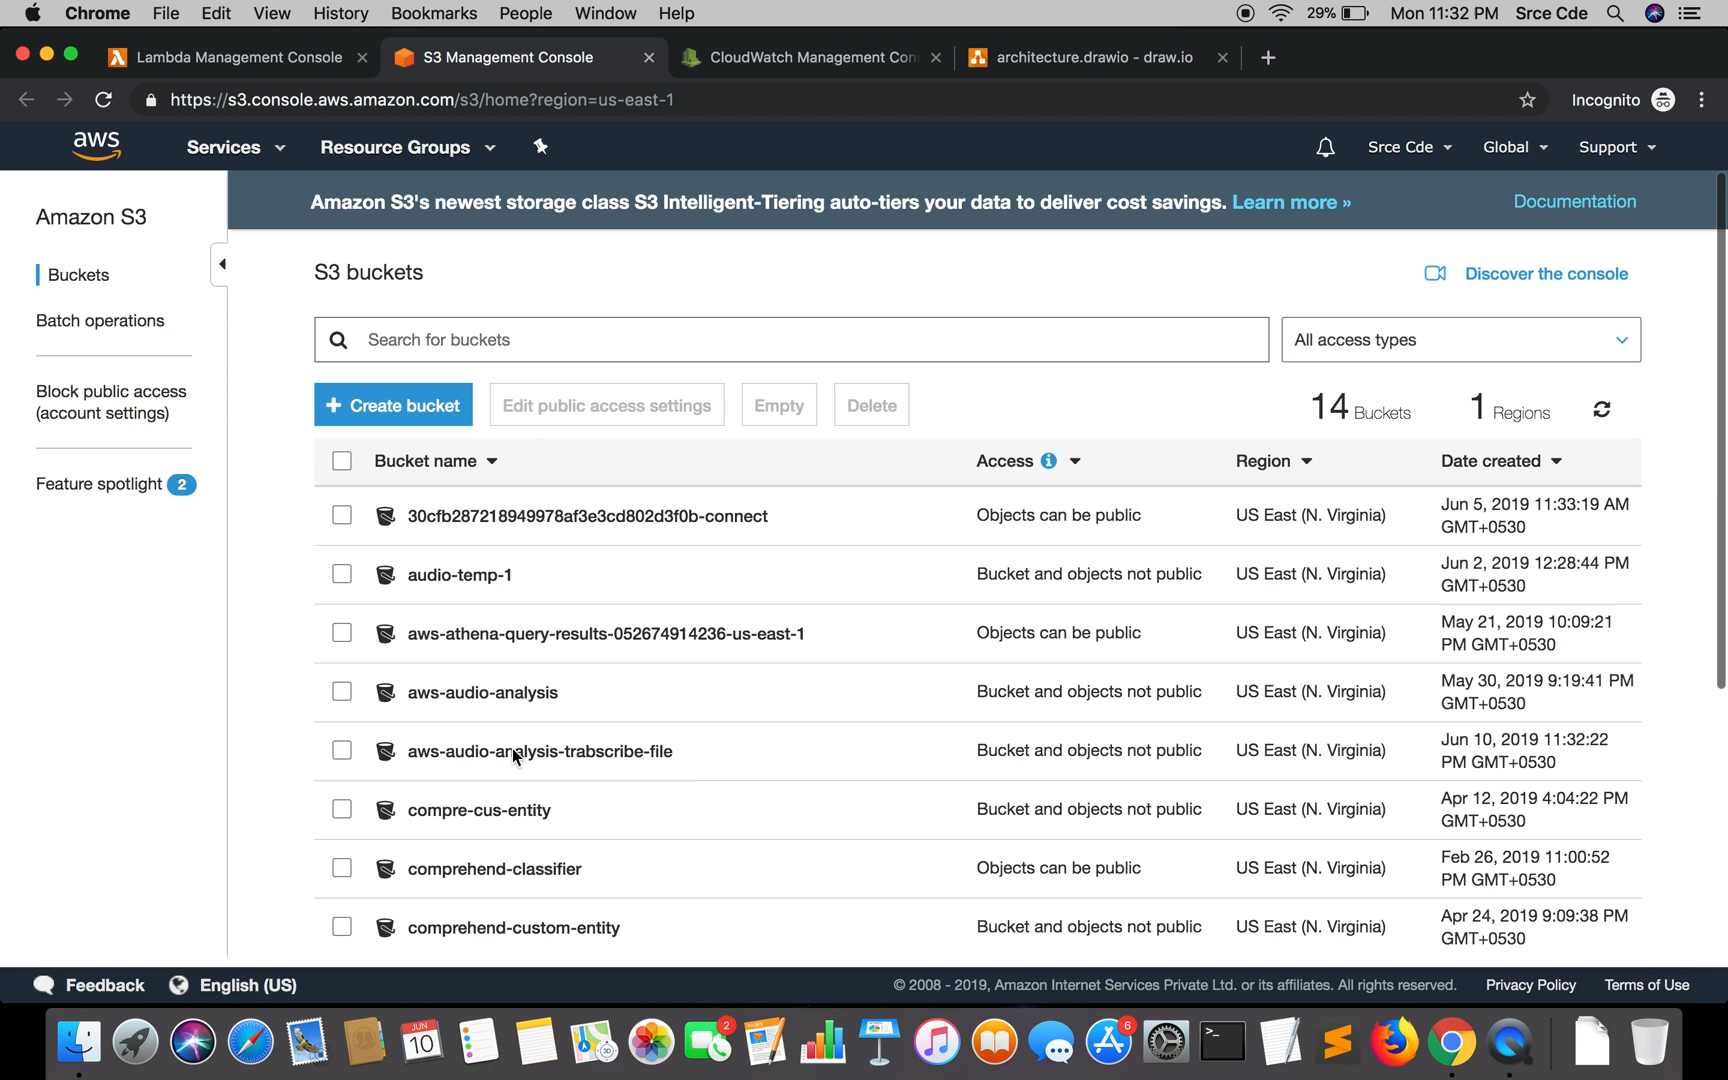 Chrome File Edit View History Bookmarks People Window Help 29% Mon 11:32 PM Srce Cde
Lambda Management Console S3 Management Console CloudWatch Management Con architecture.drawio - draw.io
https://s3.console.aws.amazon.com/s3/home?region=us-east-1 Incognito
aws Services Resource Groups Srce Cde Global Support
Amazon S3's newest storage class S3 Intelligent-Tiering auto-tiers your data to deliver cost savings. Learn more » Documentation
Amazon S3
Buckets
Batch operations
Block public access
(account settings)
Feature spotlight 2
S3 buckets Discover the console
Search for buckets All access types
+ Create bucket Edit public access settings Empty Delete 14 Buckets 1 Regions
Bucket name Access Region Date created
30cfb287218949978af3e3cd802d3f0b-connect Objects can be public US East (N. Virginia) Jun 5, 2019 11:33:19 AM
GMT+0530
audio-temp-1 Bucket and objects not public US East (N. Virginia) Jun 2, 2019 12:28:44 PM
GMT+0530
aws-athena-query-results-052674914236-us-east-1 Objects can be public US East (N. Virginia) May 21, 2019 10:09:21
PM GMT+0530
aws-audio-analysis Bucket and objects not public US East (N. Virginia) May 30, 2019 9:19:41 PM
GMT+0530
aws-audio-analysis-trabscribe-file Bucket and objects not public US East (N. Virginia) Jun 10, 2019 11:32:22
PM GMT+0530
compre-cus-entity Bucket and objects not public US East (N. Virginia) Apr 12, 2019 4:04:22 PM
GMT+0530
comprehend-classifier Objects can be public US East (N. Virginia) Feb 26, 2019 11:00:52
PM GMT+0530
comprehend-custom-entity Bucket and objects not public US East (N. Virginia) Apr 24, 2019 9:09:38 PM
GMT+0530
Feedback English (US) © 2008 - 2019, Amazon Internet Services Private Ltd. or its affiliates. All rights reserved. Privacy Policy Terms of Use
JUN
10
2
6